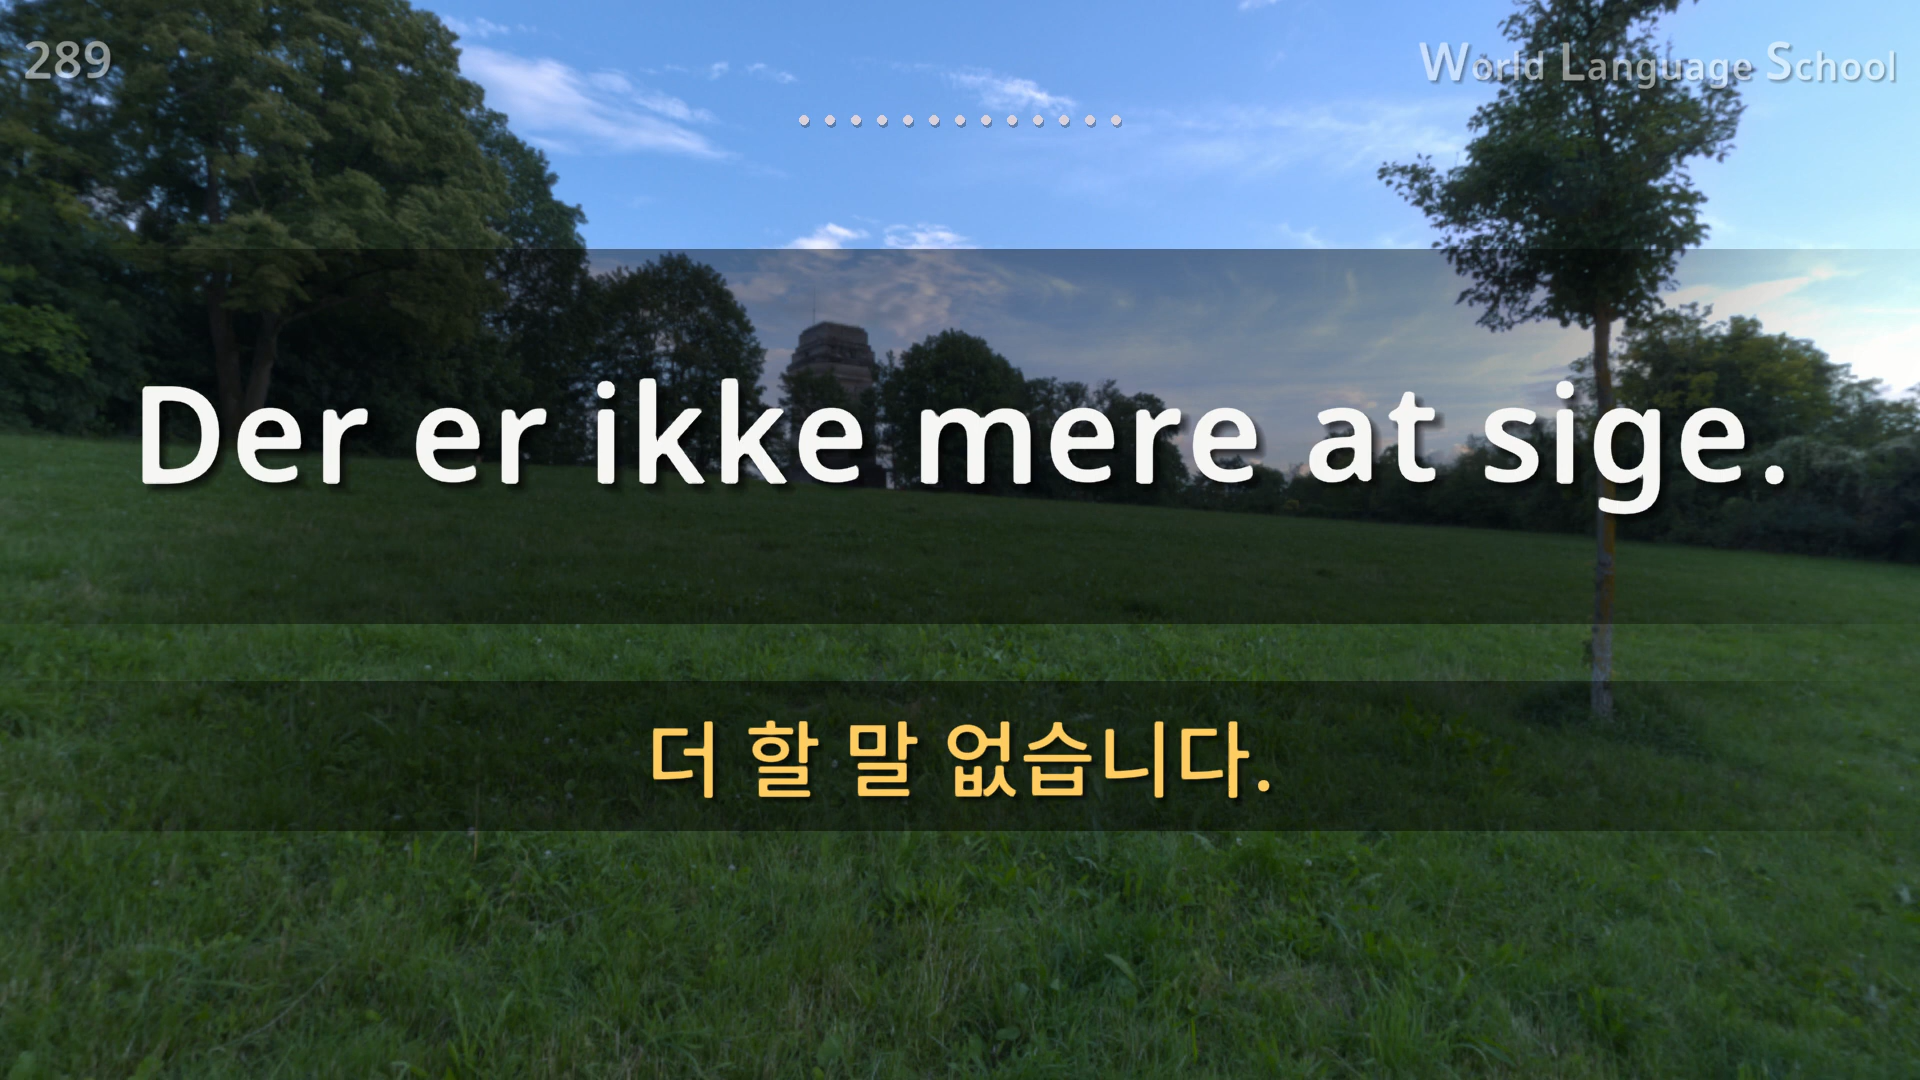 289
World Language School
Der er ikke mere at sige.
더 할 말 없습니다.